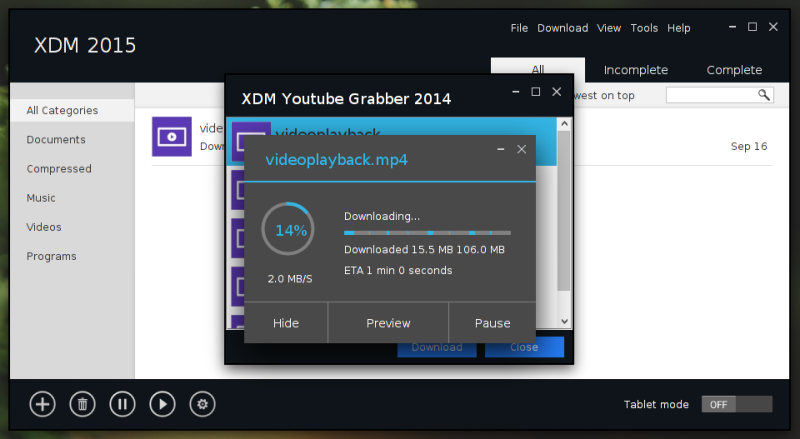 File Download View Tools Help
XDM 2015
All Incomplete Complete
All Categories
Documents
Compressed
Music
Videos
Programs
west on top
vide
Down
Sep 16
XDM Youtube Grabber 2014
videoplayback
videoplayback.mp4
14%
2.0 MB/S
Downloading...
Downloaded 15.5 MB 106.0 MB
ETA 1 min 0 seconds
Hide Preview Pause
Download Close
Tablet mode OFF